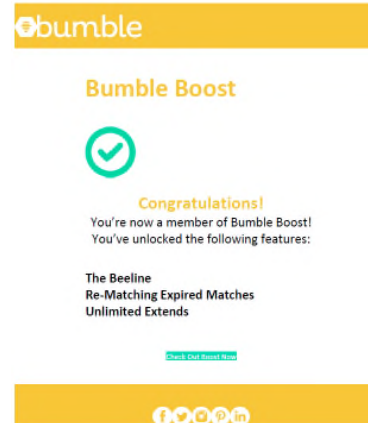 bumble
Bumble Boost
Congratulations!
You're now a member of Bumble Boost!
You've unlocked the following features:
The Beeline
Re-Matching Expired Matches
Unlimited Extends
Check Out Boost Now